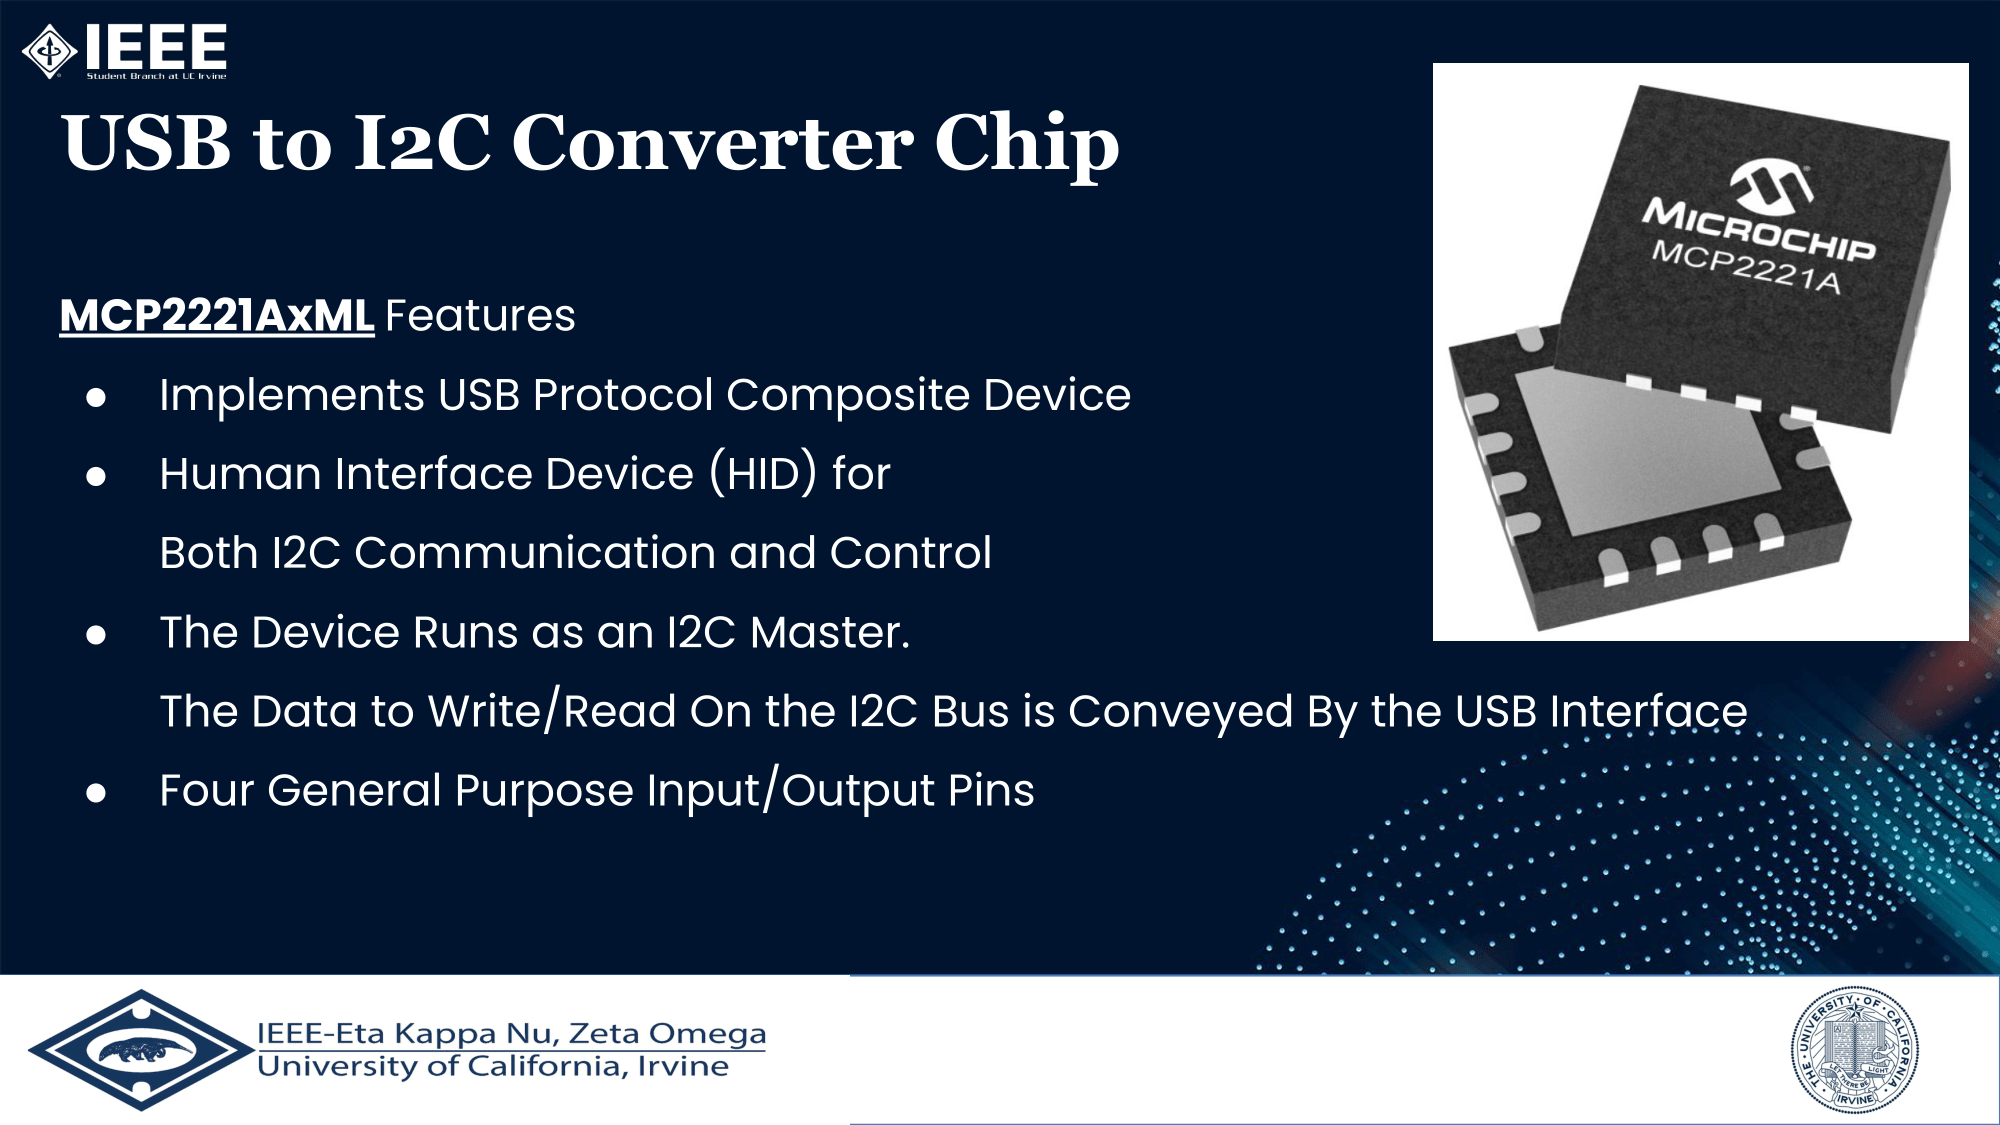 IEEE
Student Branch at UC Irvine
USB to I2C Converter Chip
MICROCHIP
MCP2221A
MCP2221AxML Features
● Implements USB Protocol Composite Device
● Human Interface Device (HID) for
Both I2C Communication and Control
● The Device Runs as an I2C Master.
The Data to Write/Read On the I2C Bus is Conveyed By the USB Interface
● Four General Purpose Input/Output Pins
IEEE-Eta Kappa Nu, Zeta Omega
University of California, Irvine
THE · UNIVERSITY · OF · CALIFORNIA
LET THERE BE LIGHT
IRVINE